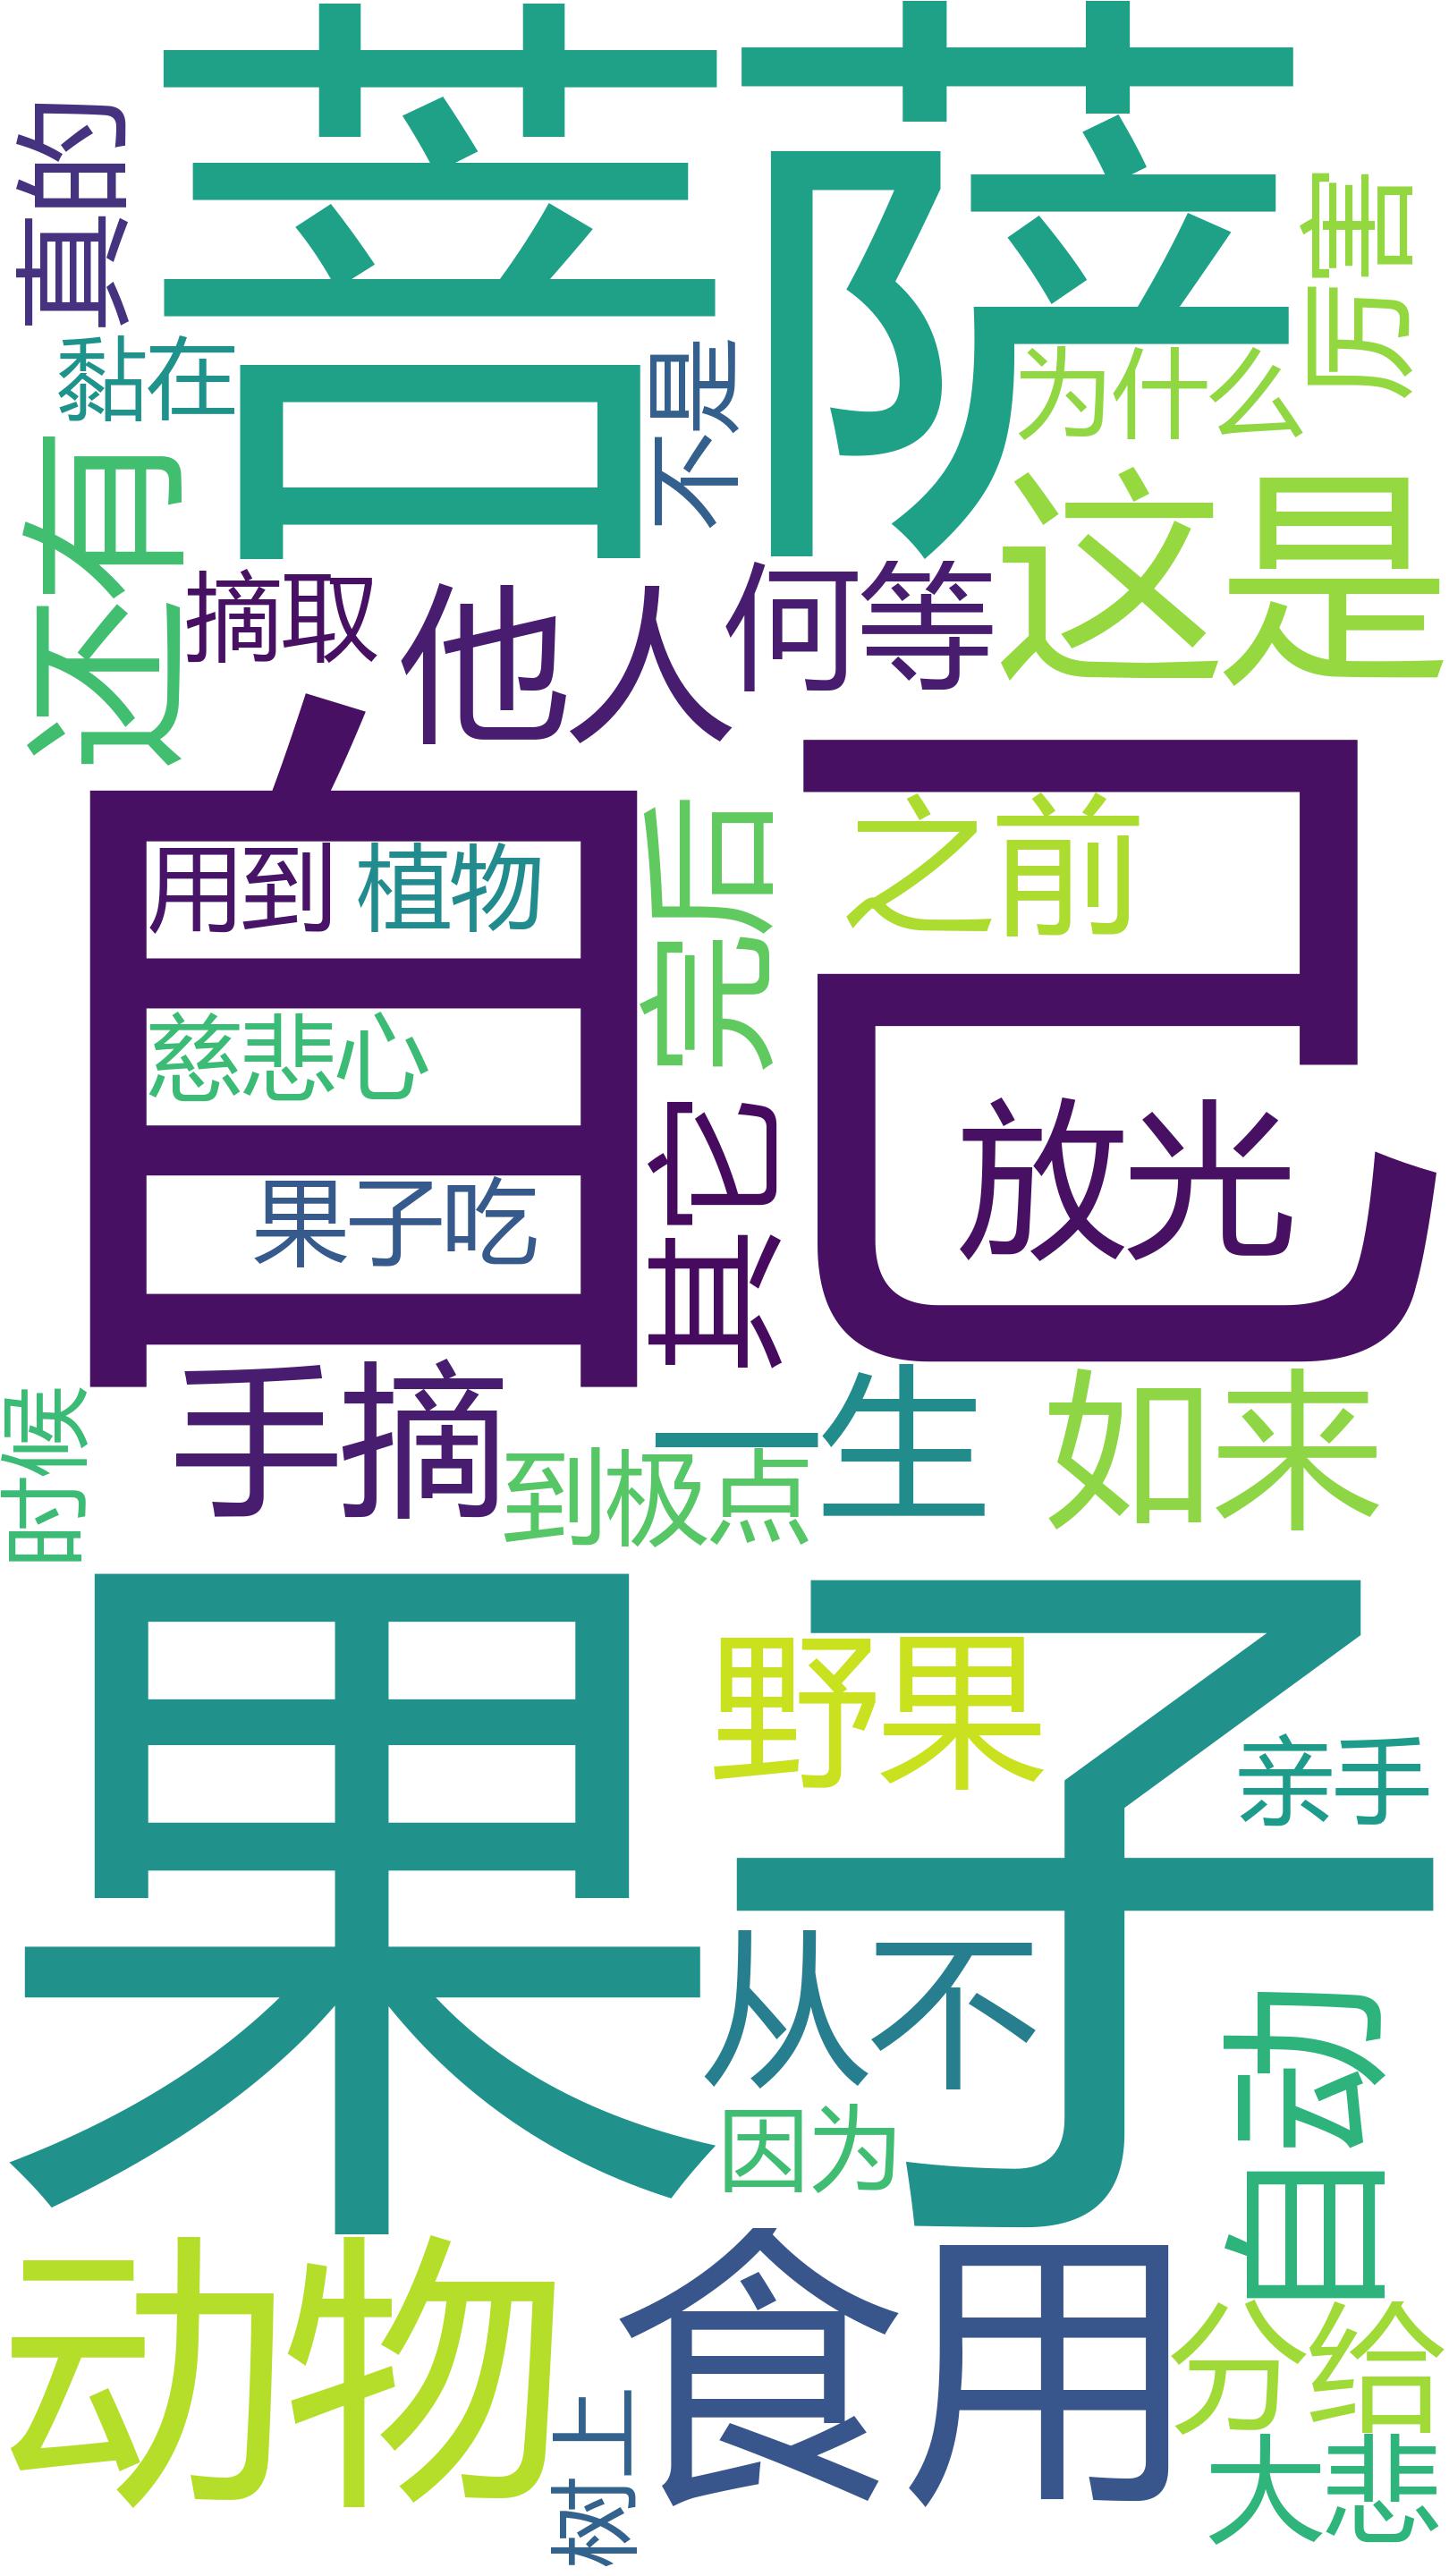 菩萨
真的
厉害
黏在
不是
为什么
还有
这是
摘取
他人
何等
自己
用到
植物
之前
完后
慈悲心
其它
放光
果子吃
手摘
一生
如来
时候
到极点
果子
野果
亲手
从不
自动
因为
动物
食用
分给
树上
大悲